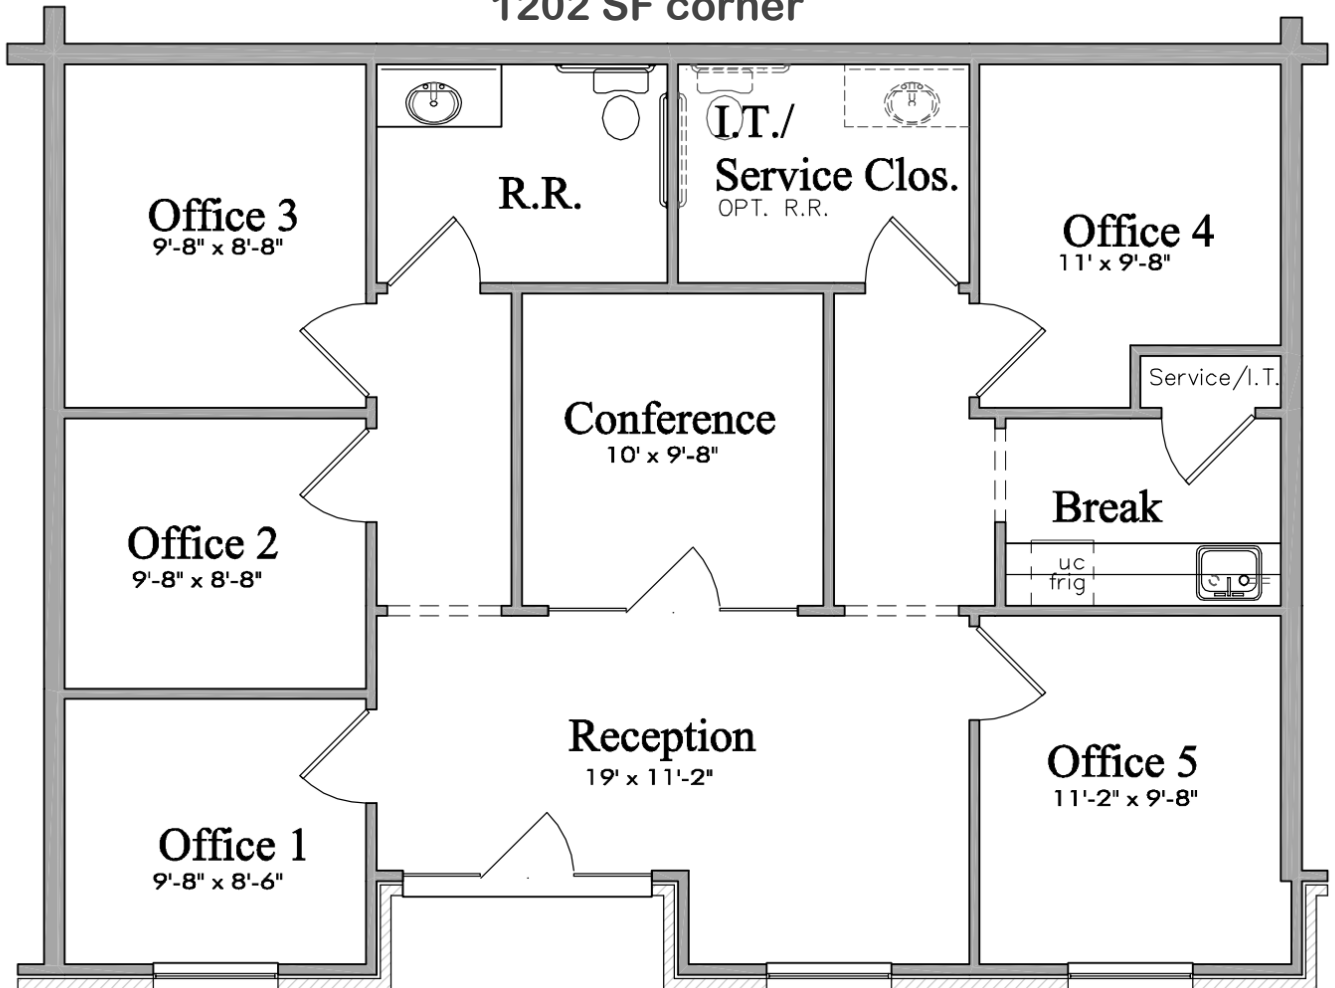 1202 SF corner
I.T./
Service Clos.
OPT. R.R.
R.R.
Office 3
9'-8" x 8'-8"
Office 4
11' x 9'-8"
Service/I.T.
Conference
10' x 9'-8"
Break
uc
frig
Office 2
9'-8" x 8'-8"
Reception
19' x 11'-2"
Office 5
11'-2" x 9'-8"
Office 1
9'-8" x 8'-6"